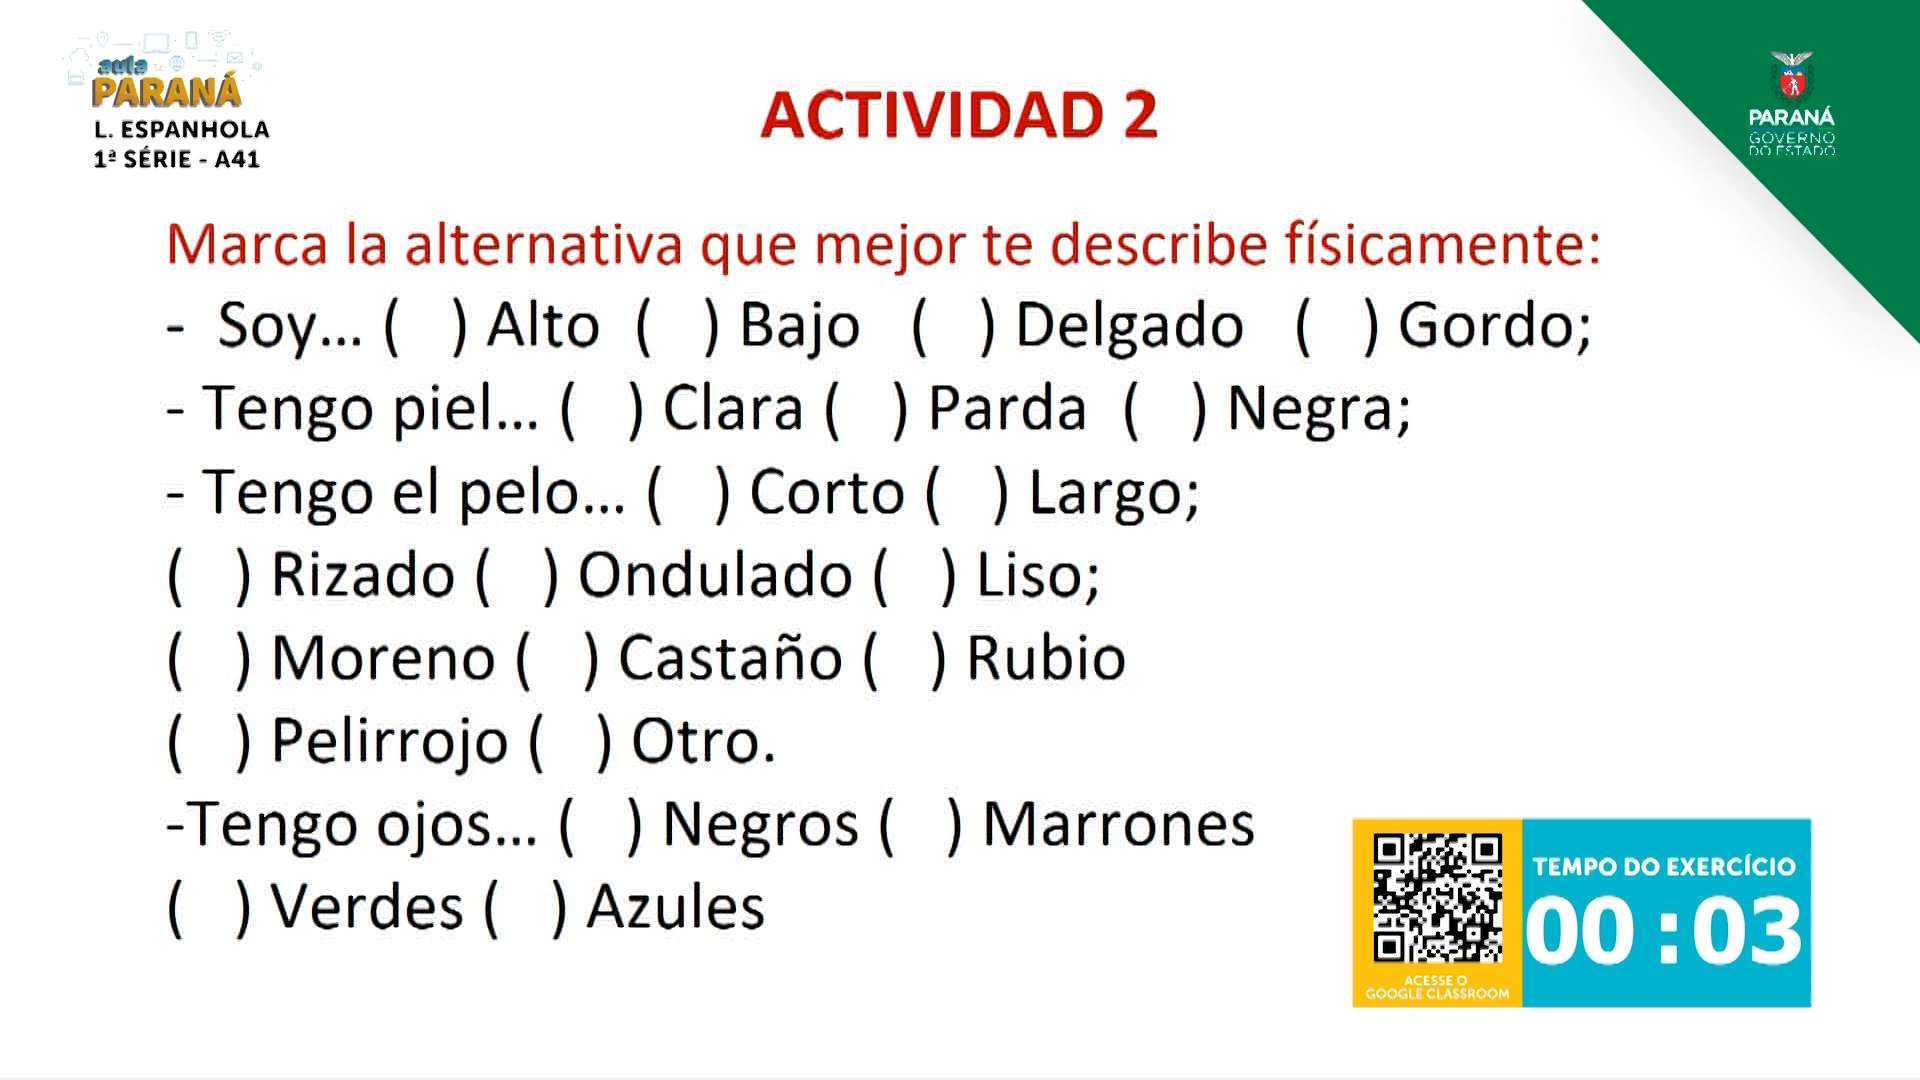 aula
PARANÁ
L. ESPANHOLA
1ª SÉRIE - A41
ACTIVIDAD 2
PARANÁ
GOVERNO
DO ESTADO
Marca la alternativa que mejor te describe físicamente:
- Soy... ( ) Alto ( ) Bajo ( ) Delgado ( ) Gordo;
- Tengo piel... ( ) Clara ( ) Parda ( ) Negra;
- Tengo el pelo... ( ) Corto ( ) Largo;
( ) Rizado ( ) Ondulado ( ) Liso;
( ) Moreno ( ) Castaño ( ) Rubio
( ) Pelirrojo ( ) Otro.
-Tengo ojos... ( ) Negros ( ) Marrones
( ) Verdes ( ) Azules
TEMPO DO EXERCÍCIO
00 : 03
ACESSE O
GOOGLE CLASSROOM